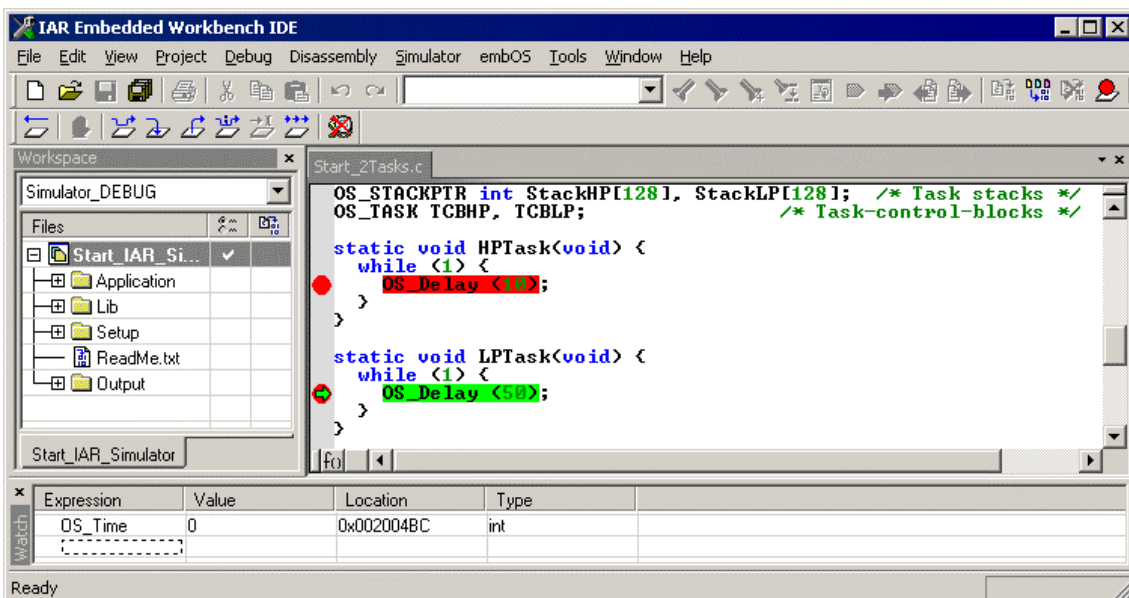 IAR Embedded Workbench IDE
File Edit View Project Debug Disassembly Simulator embOS Tools Window Help
Workspace
Simulator_DEBUG
Files
Start_IAR_Si...
Application
Lib
Setup
ReadMe.txt
Output
Start_IAR_Simulator
Start_2Tasks.c
OS_STACKPTR int StackHP[128], StackLP[128]; /* Task stacks */
OS_TASK TCBHP, TCBLP; /* Task-control-blocks */
static void HPTask(void) {
while (1) {
OS_Delay (10);
}
}
static void LPTask(void) {
while (1) {
OS_Delay (50);
}
}
Watch
Expression Value Location Type
OS_Time 0 0x002004BC int
Ready